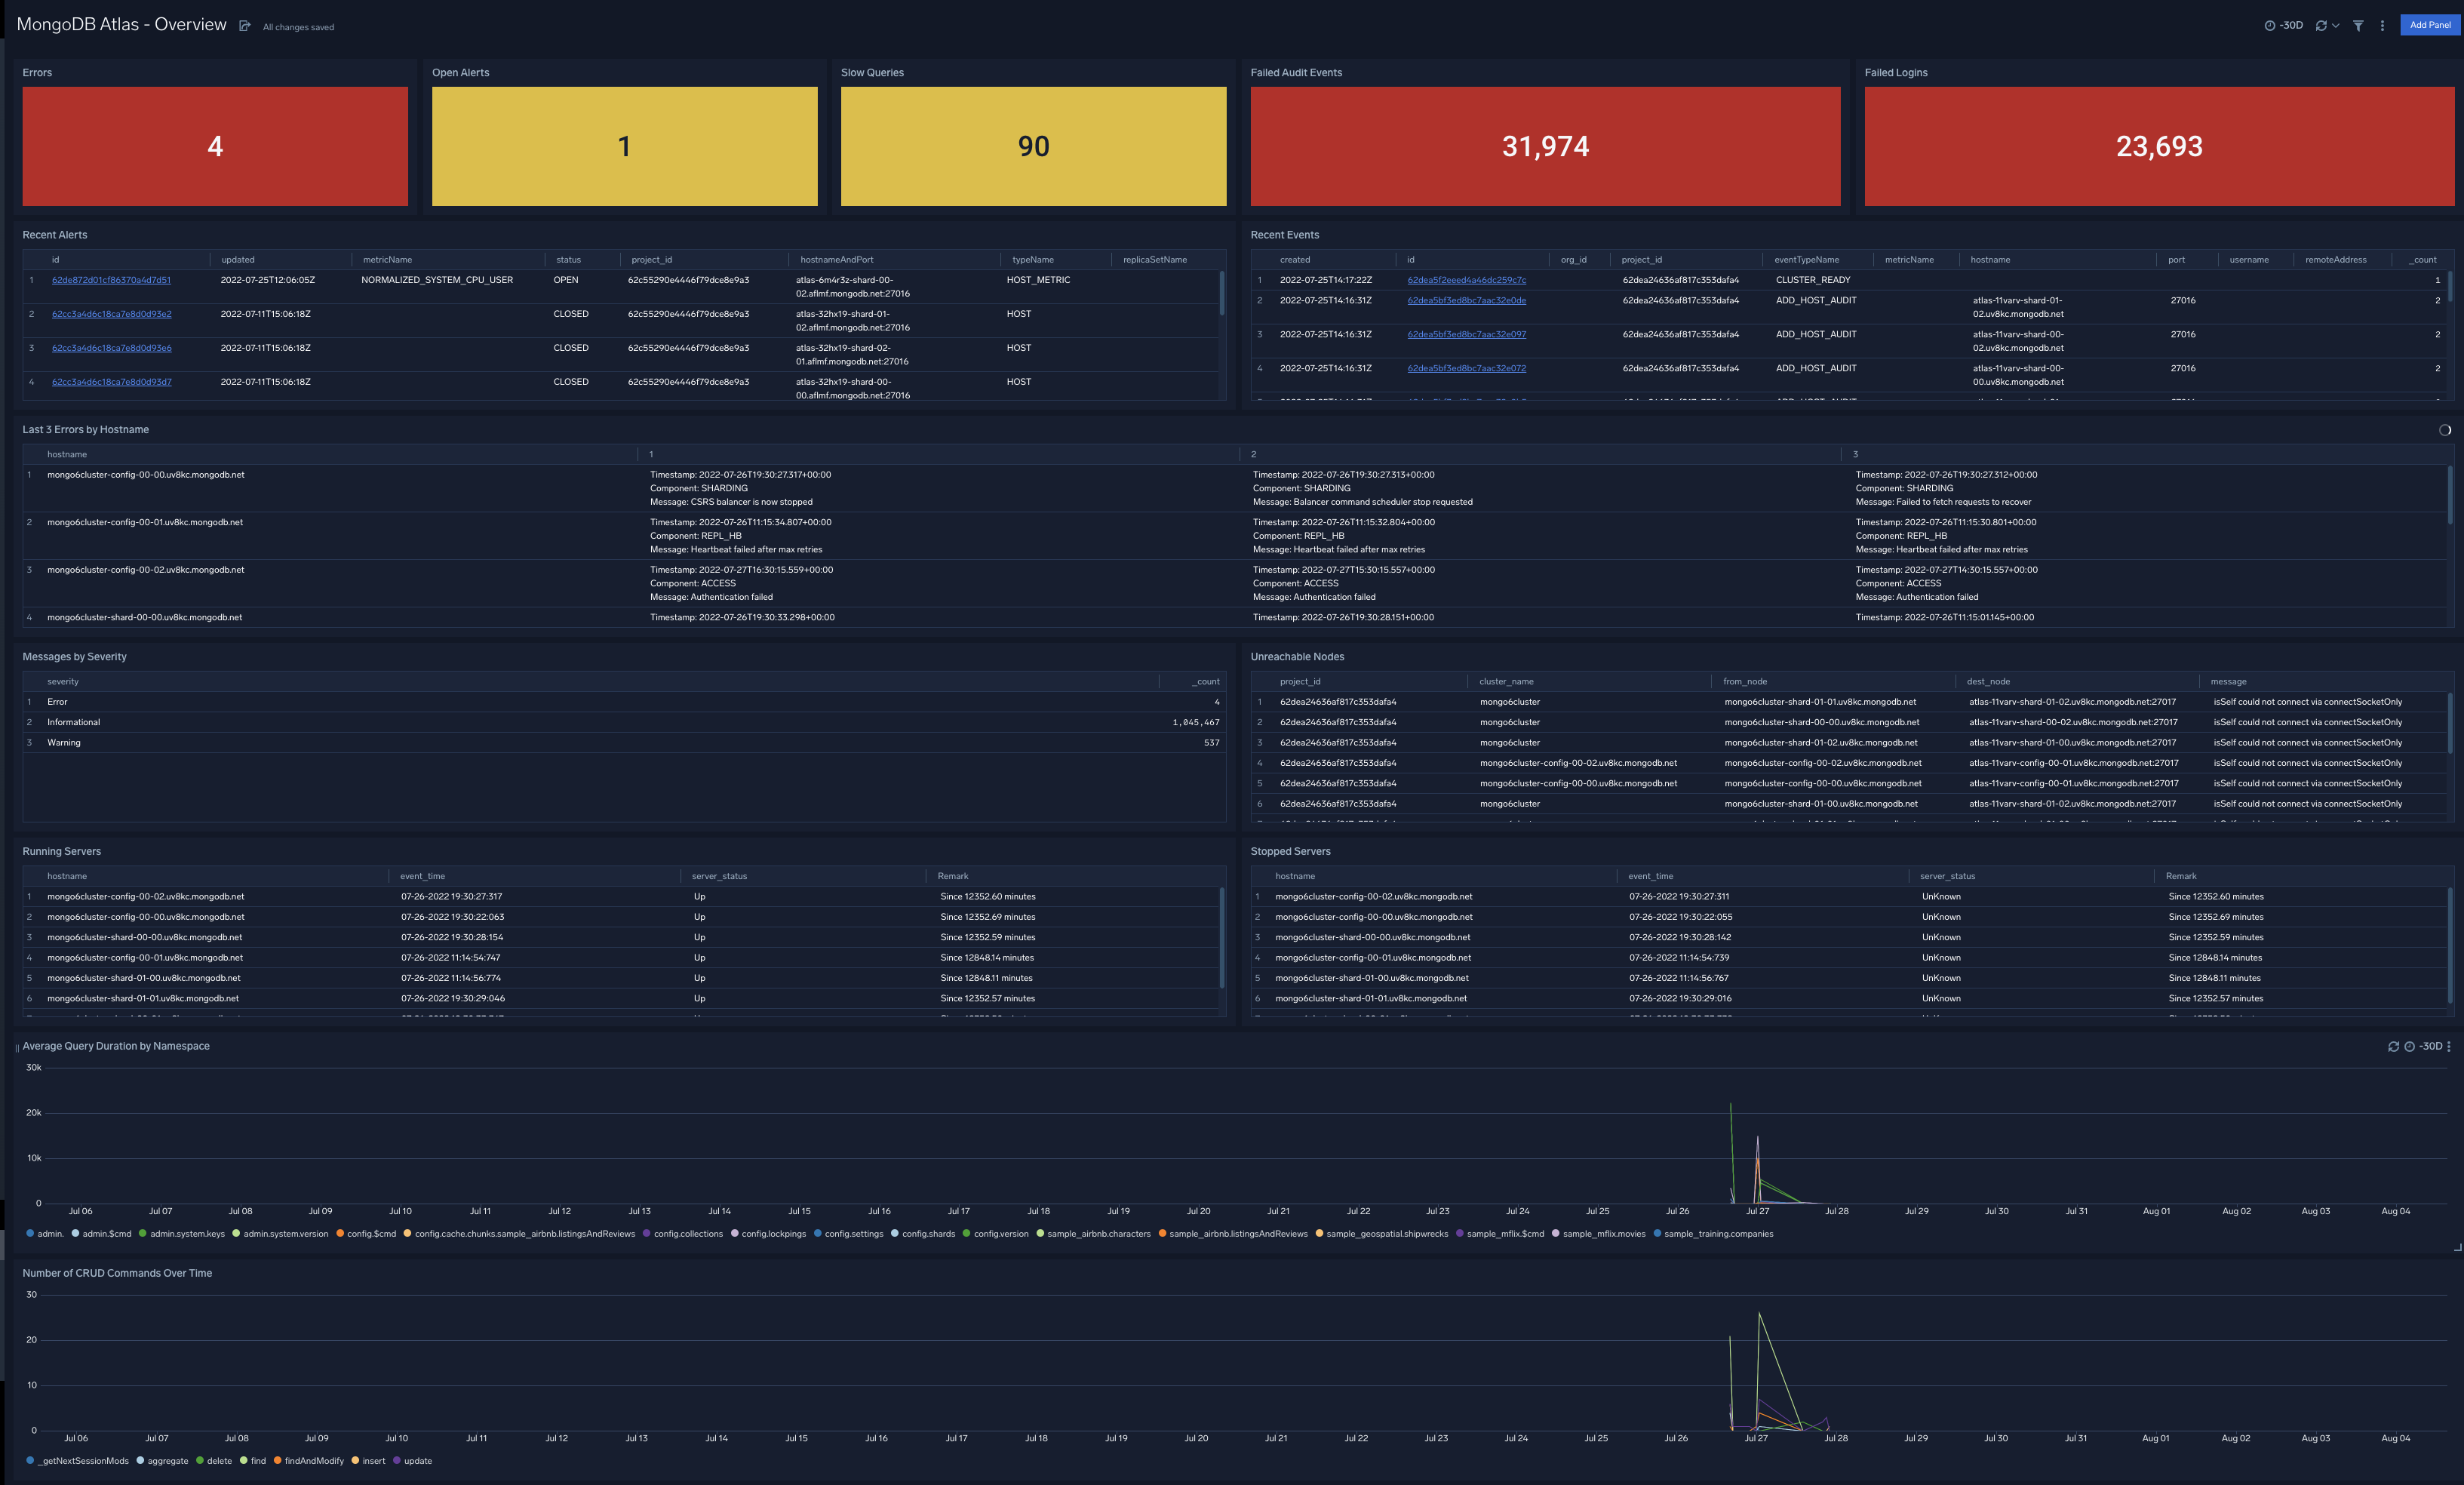 MongoDB Atlas - Overview All changes saved -30D Add Panel
Errors Open Alerts Slow Queries Failed Audit Events Failed Logins
4 1 90 31,974 23,693
Recent Alerts
id updated metricName status project_id hostnameAndPort typeName replicaSetName
1 62de872d01cf86370a4d7d51 2022-07-25T12:06:05Z NORMALIZED_SYSTEM_CPU_USER OPEN 62c55290e4446f79dce8e9a3 atlas-6m4r3z-shard-00- HOST_METRIC
02.aflmf.mongodb.net:27016
2 62cc3a4d6c18ca7e8d0d93e2 2022-07-11T15:06:18Z CLOSED 62c55290e4446f79dce8e9a3 atlas-32hx19-shard-01- HOST
02.aflmf.mongodb.net:27016
3 62cc3a4d6c18ca7e8d0d93e6 2022-07-11T15:06:18Z CLOSED 62c55290e4446f79dce8e9a3 atlas-32hx19-shard-02- HOST
01.aflmf.mongodb.net:27016
4 62cc3a4d6c18ca7e8d0d93d7 2022-07-11T15:06:18Z CLOSED 62c55290e4446f79dce8e9a3 atlas-32hx19-shard-00- HOST
00.aflmf.mongodb.net:27016
Recent Events
created id org_id project_id eventTypeName metricName hostname port username remoteAddress _count
1 2022-07-25T14:17:22Z 62dea5f2eeed4a46dc259c7c 62dea24636af817c353dafa4 CLUSTER_READY 1
2 2022-07-25T14:16:31Z 62dea5bf3ed8bc7aac32e0de 62dea24636af817c353dafa4 ADD_HOST_AUDIT atlas-11varv-shard-01- 27016 2
02.uv8kc.mongodb.net
3 2022-07-25T14:16:31Z 62dea5bf3ed8bc7aac32e097 62dea24636af817c353dafa4 ADD_HOST_AUDIT atlas-11varv-shard-00- 27016 2
02.uv8kc.mongodb.net
4 2022-07-25T14:16:31Z 62dea5bf3ed8bc7aac32e072 62dea24636af817c353dafa4 ADD_HOST_AUDIT atlas-11varv-shard-00- 27016 2
00.uv8kc.mongodb.net
Last 3 Errors by Hostname
hostname 1 2 3
1 mongo6cluster-config-00-00.uv8kc.mongodb.net Timestamp: 2022-07-26T19:30:27.317+00:00 Timestamp: 2022-07-26T19:30:27.313+00:00 Timestamp: 2022-07-26T19:30:27.312+00:00
Component: SHARDING Component: SHARDING Component: SHARDING
Message: CSRS balancer is now stopped Message: Balancer command scheduler stop requested Message: Failed to fetch requests to recover
2 mongo6cluster-config-00-01.uv8kc.mongodb.net Timestamp: 2022-07-26T11:15:34.807+00:00 Timestamp: 2022-07-26T11:15:32.804+00:00 Timestamp: 2022-07-26T11:15:30.801+00:00
Component: REPL_HB Component: REPL_HB Component: REPL_HB
Message: Heartbeat failed after max retries Message: Heartbeat failed after max retries Message: Heartbeat failed after max retries
3 mongo6cluster-config-00-02.uv8kc.mongodb.net Timestamp: 2022-07-27T16:30:15.559+00:00 Timestamp: 2022-07-27T15:30:15.557+00:00 Timestamp: 2022-07-27T14:30:15.557+00:00
Component: ACCESS Component: ACCESS Component: ACCESS
Message: Authentication failed Message: Authentication failed Message: Authentication failed
4 mongo6cluster-shard-00-00.uv8kc.mongodb.net Timestamp: 2022-07-26T19:30:33.298+00:00 Timestamp: 2022-07-26T19:30:28.151+00:00 Timestamp: 2022-07-26T11:15:01.145+00:00
Messages by Severity
severity _count
1 Error 4
2 Informational 1,045,467
3 Warning 537
Unreachable Nodes
project_id cluster_name from_node dest_node message
1 62dea24636af817c353dafa4 mongo6cluster mongo6cluster-shard-01-01.uv8kc.mongodb.net atlas-11varv-shard-01-02.uv8kc.mongodb.net:27017 isSelf could not connect via connectSocketOnly
2 62dea24636af817c353dafa4 mongo6cluster mongo6cluster-shard-00-00.uv8kc.mongodb.net atlas-11varv-shard-00-02.uv8kc.mongodb.net:27017 isSelf could not connect via connectSocketOnly
3 62dea24636af817c353dafa4 mongo6cluster mongo6cluster-shard-01-02.uv8kc.mongodb.net atlas-11varv-shard-01-00.uv8kc.mongodb.net:27017 isSelf could not connect via connectSocketOnly
4 62dea24636af817c353dafa4 mongo6cluster-config-00-02.uv8kc.mongodb.net mongo6cluster-config-00-02.uv8kc.mongodb.net atlas-11varv-config-00-01.uv8kc.mongodb.net:27017 isSelf could not connect via connectSocketOnly
5 62dea24636af817c353dafa4 mongo6cluster-config-00-00.uv8kc.mongodb.net mongo6cluster-config-00-00.uv8kc.mongodb.net atlas-11varv-config-00-01.uv8kc.mongodb.net:27017 isSelf could not connect via connectSocketOnly
6 62dea24636af817c353dafa4 mongo6cluster mongo6cluster-shard-01-00.uv8kc.mongodb.net atlas-11varv-shard-01-02.uv8kc.mongodb.net:27017 isSelf could not connect via connectSocketOnly
Running Servers
hostname event_time server_status Remark
1 mongo6cluster-config-00-02.uv8kc.mongodb.net 07-26-2022 19:30:27:317 Up Since 12352.60 minutes
2 mongo6cluster-config-00-00.uv8kc.mongodb.net 07-26-2022 19:30:22:063 Up Since 12352.69 minutes
3 mongo6cluster-shard-00-00.uv8kc.mongodb.net 07-26-2022 19:30:28:154 Up Since 12352.59 minutes
4 mongo6cluster-config-00-01.uv8kc.mongodb.net 07-26-2022 11:14:54:747 Up Since 12848.14 minutes
5 mongo6cluster-shard-01-00.uv8kc.mongodb.net 07-26-2022 11:14:56:774 Up Since 12848.11 minutes
6 mongo6cluster-shard-01-01.uv8kc.mongodb.net 07-26-2022 19:30:29:046 Up Since 12352.57 minutes
Stopped Servers
hostname event_time server_status Remark
1 mongo6cluster-config-00-02.uv8kc.mongodb.net 07-26-2022 19:30:27:311 UnKnown Since 12352.60 minutes
2 mongo6cluster-config-00-00.uv8kc.mongodb.net 07-26-2022 19:30:22:055 UnKnown Since 12352.69 minutes
3 mongo6cluster-shard-00-00.uv8kc.mongodb.net 07-26-2022 19:30:28:142 UnKnown Since 12352.59 minutes
4 mongo6cluster-config-00-01.uv8kc.mongodb.net 07-26-2022 11:14:54:739 UnKnown Since 12848.14 minutes
5 mongo6cluster-shard-01-00.uv8kc.mongodb.net 07-26-2022 11:14:56:767 UnKnown Since 12848.11 minutes
6 mongo6cluster-shard-01-01.uv8kc.mongodb.net 07-26-2022 19:30:29:016 UnKnown Since 12352.57 minutes
Average Query Duration by Namespace -30D
30k
20k
10k
0
Jul 06 Jul 07 Jul 08 Jul 09 Jul 10 Jul 11 Jul 12 Jul 13 Jul 14 Jul 15 Jul 16 Jul 17 Jul 18 Jul 19 Jul 20 Jul 21 Jul 22 Jul 23 Jul 24 Jul 25 Jul 26 Jul 27 Jul 28 Jul 29 Jul 30 Jul 31 Aug 01 Aug 02 Aug 03 Aug 04
admin. admin.$cmd admin.system.keys admin.system.version config.$cmd config.cache.chunks.sample_airbnb.listingsAndReviews config.collections config.lockpings config.settings config.shards config.version sample_airbnb.characters sample_airbnb.listingsAndReviews sample_geospatial.shipwrecks sample_mflix.$cmd sample_mflix.movies sample_training.companies
Number of CRUD Commands Over Time
30
20
10
0
Jul 06 Jul 07 Jul 08 Jul 09 Jul 10 Jul 11 Jul 12 Jul 13 Jul 14 Jul 15 Jul 16 Jul 17 Jul 18 Jul 19 Jul 20 Jul 21 Jul 22 Jul 23 Jul 24 Jul 25 Jul 26 Jul 27 Jul 28 Jul 29 Jul 30 Jul 31 Aug 01 Aug 02 Aug 03 Aug 04
_getNextSessionMods aggregate delete find findAndModify insert update